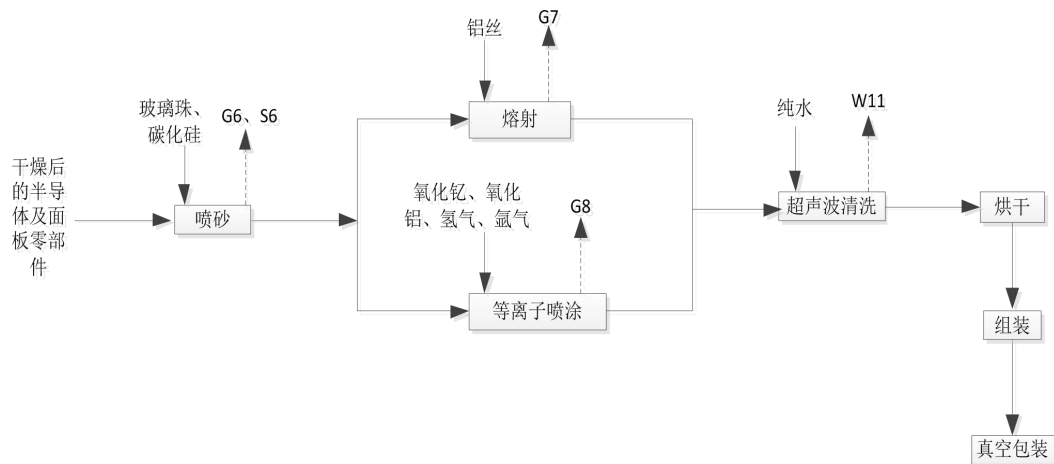 铝丝
G7
熔射
玻璃珠、
碳化硅
G6、S6
干燥后
的半导
体及面
板零部
件
喷砂
氧化钇、氧化
铝、氢气、氩气
G8
等离子喷涂
纯水
W11
超声波清洗
烘干
组装
真空包装